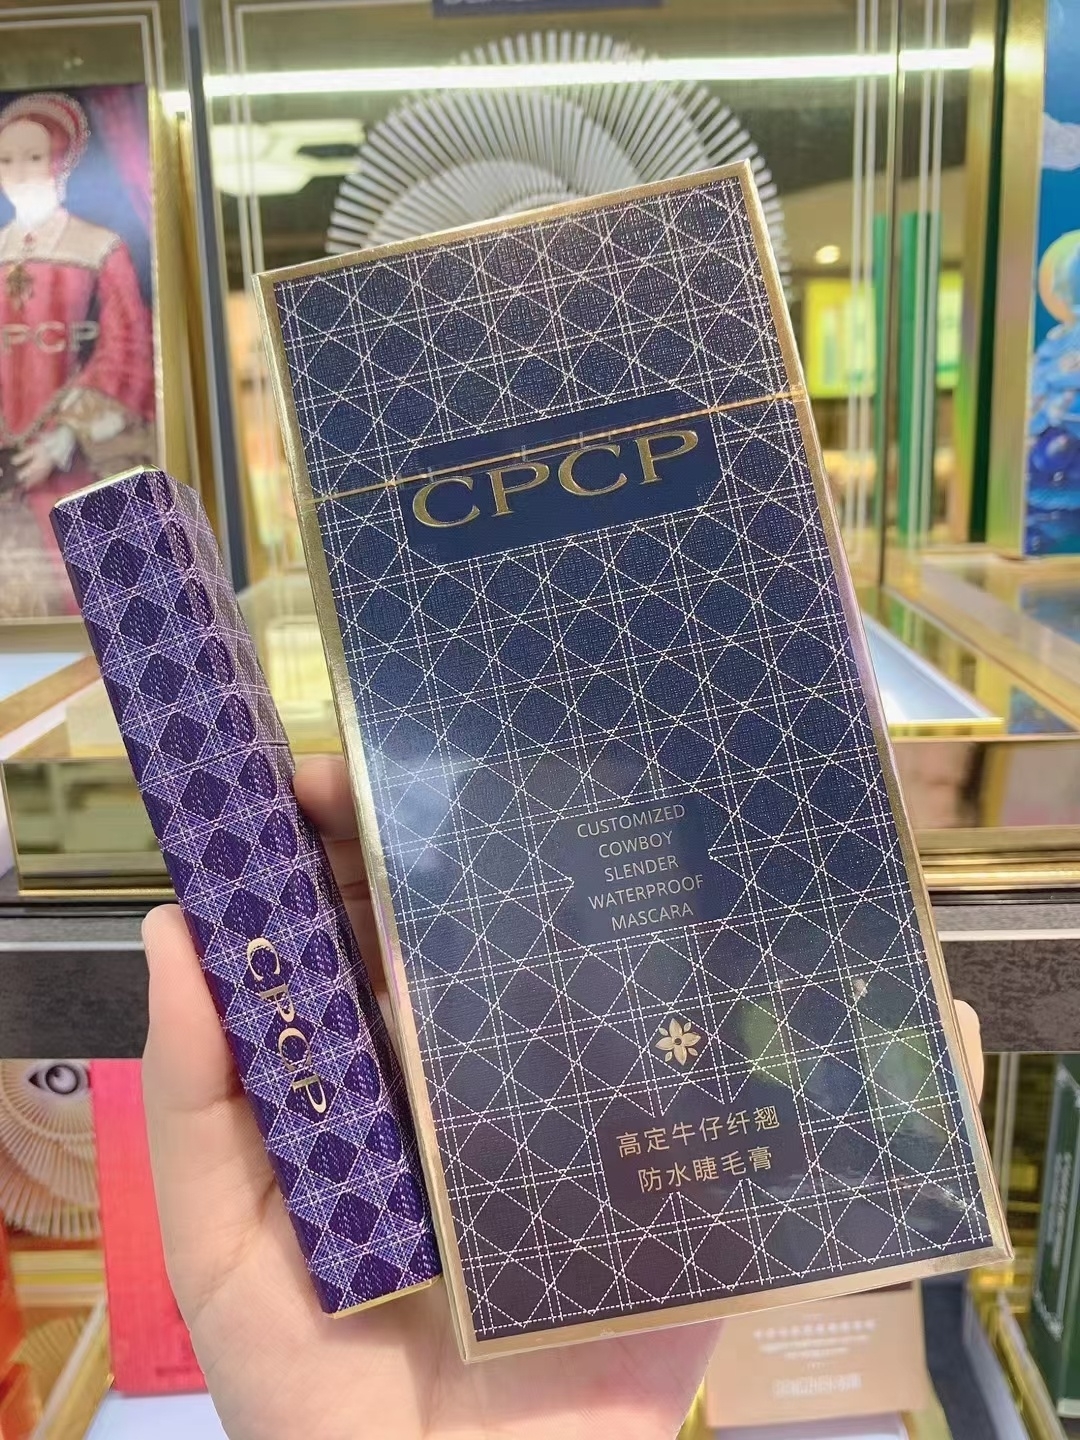 CPCP
CPCP
CUSTOMIZED
COWBOY
SLENDER
WATERPROOF
MASCARA
高定牛仔纤翘
防水睫毛膏
CPCP